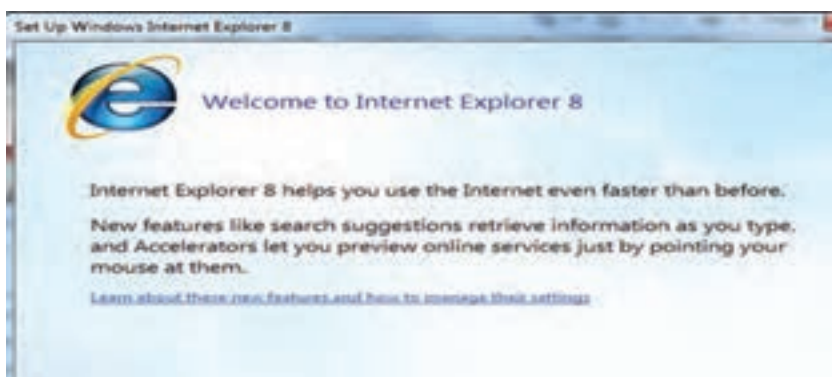 Set Up Windows Internet Explorer 8
Welcome to Internet Explorer 8
Internet Explorer 8 helps you use the Internet even faster than before.
New features like search suggestions retrieve information as you type,
and Accelerators let you preview online services just by pointing your
mouse at them.
Learn about these new features and how to manage their settings